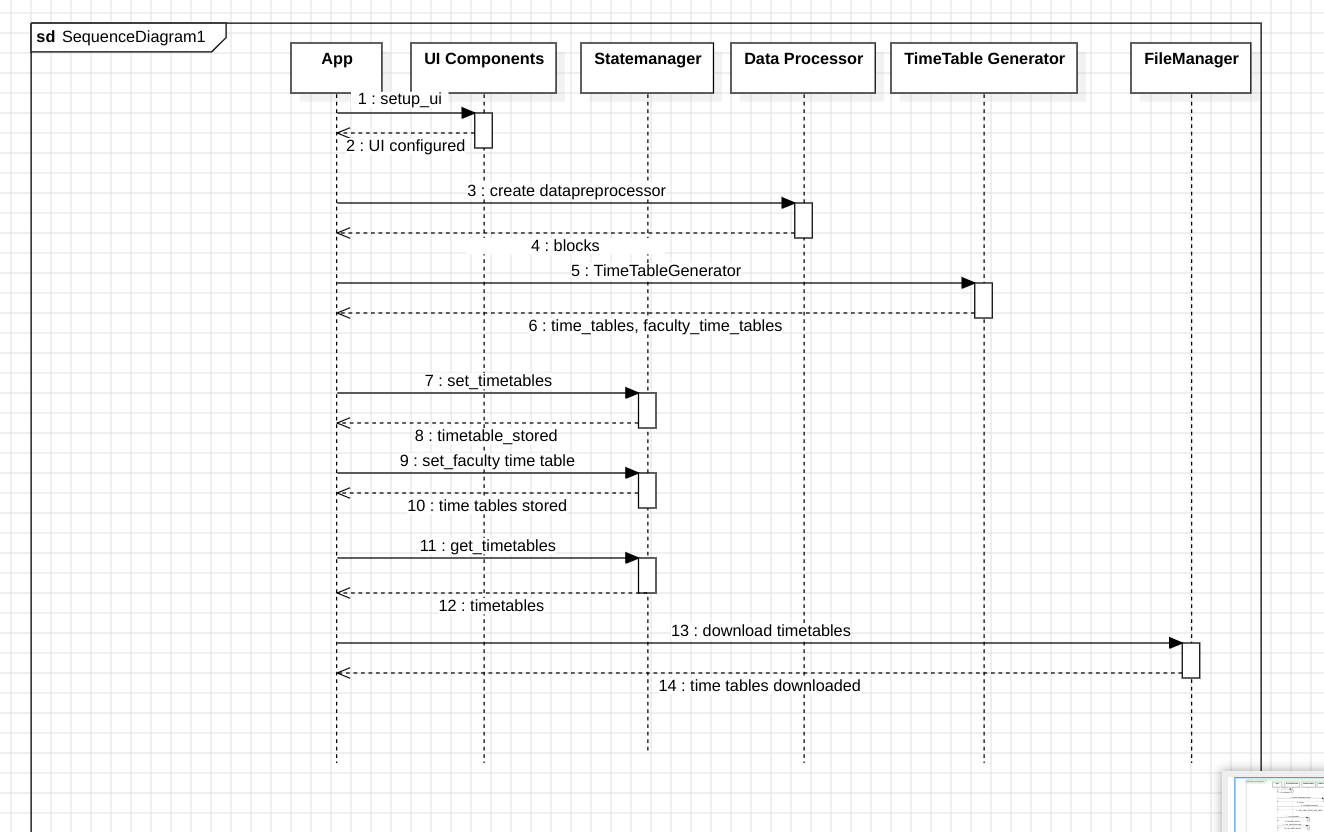 sd SequenceDiagram1
App
UI Components
Statemanager
Data Processor
TimeTable Generator
FileManager
1 : setup_ui
2 : UI configured
3 : create datapreprocessor
4 : blocks
5 : TimeTableGenerator
6 : time_tables, faculty_time_tables
7 : set_timetables
8 : timetable_stored
9 : set_faculty time table
10 : time tables stored
11 : get_timetables
12 : timetables
13 : download timetables
14 : time tables downloaded